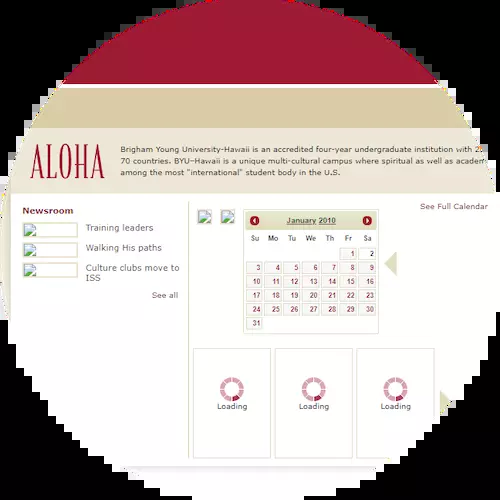 ALOHA
Brigham Young University-Hawaii is an accredited four-year undergraduate institution with
70 countries. BYU–Hawaii is a unique multi-cultural campus where spiritual as well as
among the most "international" student body in the U.S.
See Full Calendar
Newsroom
Training leaders
Walking His paths
Culture clubs move to
ISS
See all
January 2010
Su Mo Tu We Th Fr Sa
1 2
3 4 5 6 7 8 9
10 11 12 13 14 15 16
17 18 19 20 21 22 23
24 25 26 27 28 29 30
31
Loading Loading Loading